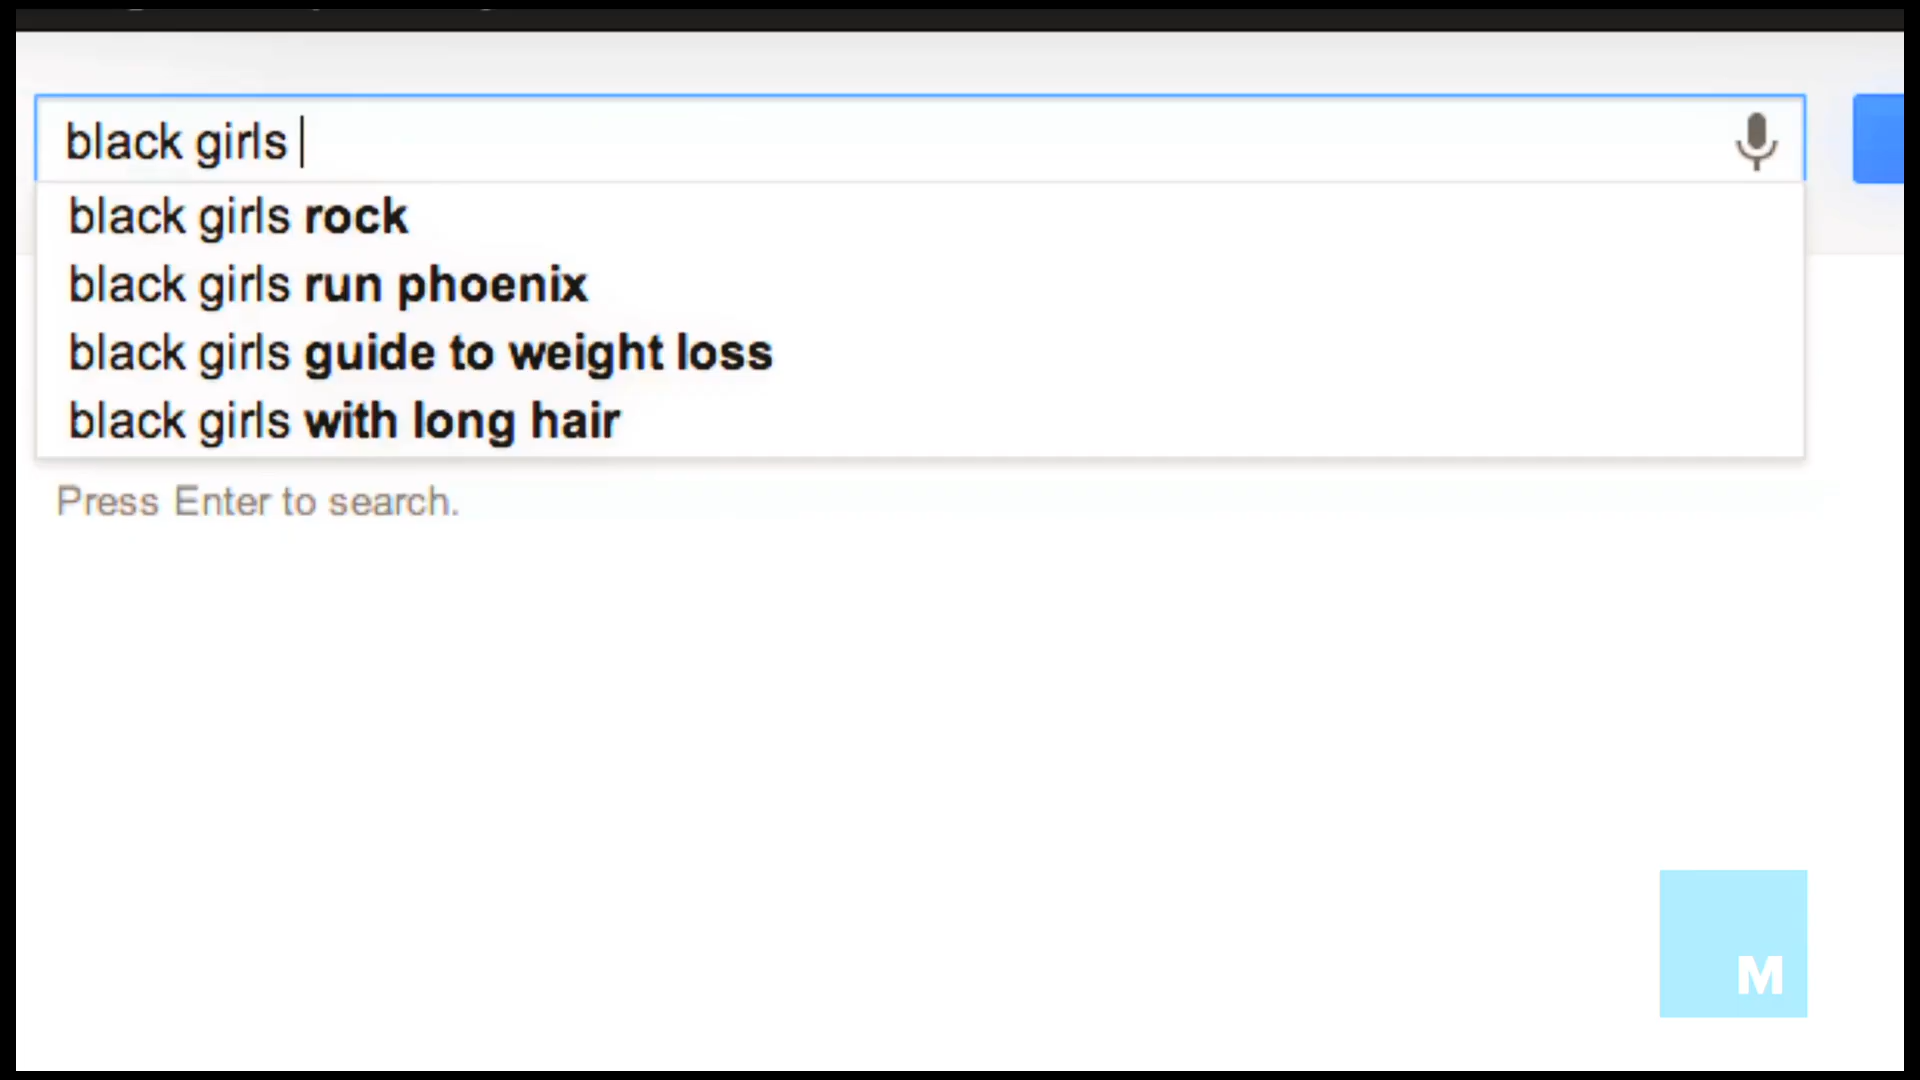 black girls
black girls rock
black girls run phoenix
black girls guide to weight loss
black girls with long hair
Press Enter to search.
M